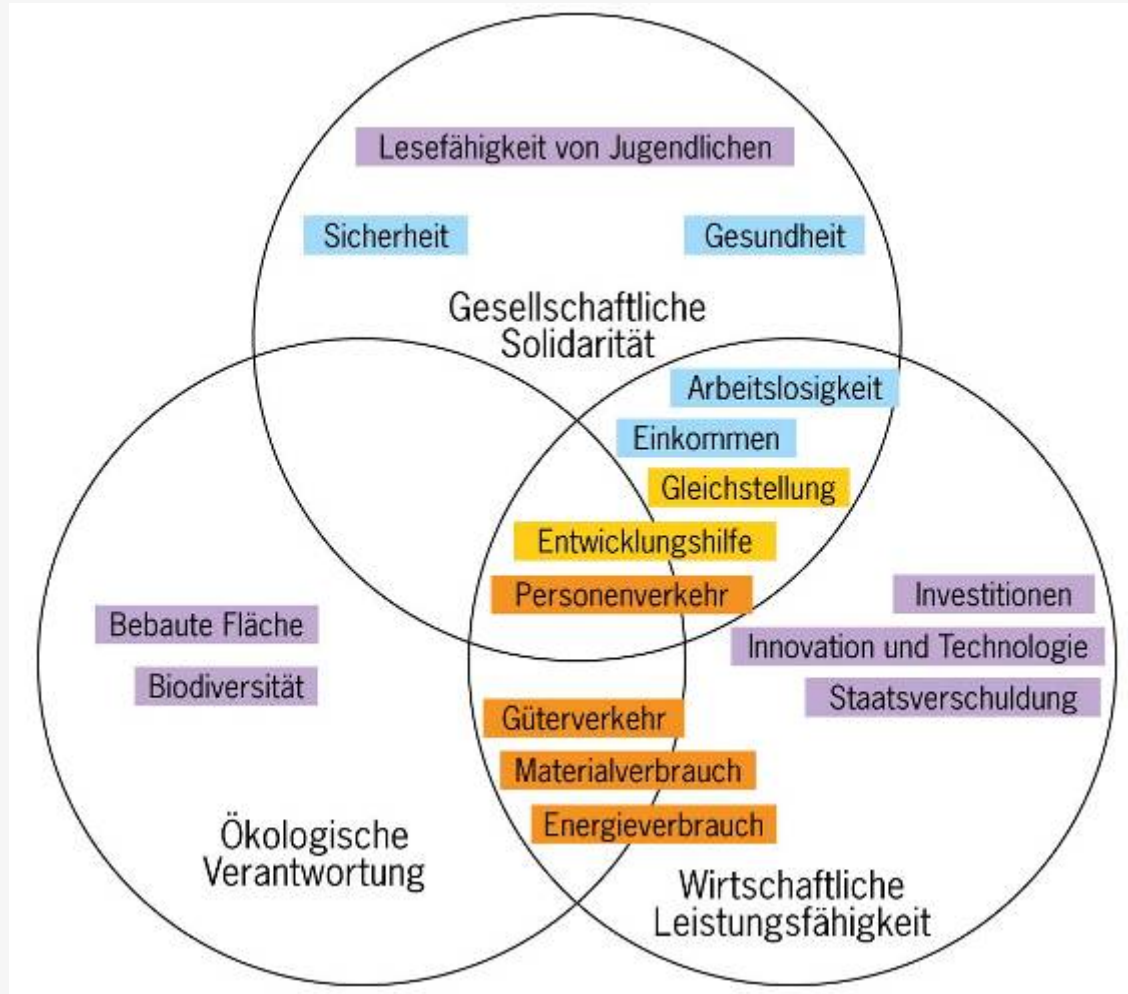 Lesefähigkeit von Jugendlichen
Sicherheit
Gesundheit
Gesellschaftliche
Solidarität
Arbeitslosigkeit
Einkommen
Gleichstellung
Entwicklungshilfe
Personenverkehr
Investitionen
Bebaute Fläche
Innovation und Technologie
Biodiversität
Staatsverschuldung
Güterverkehr
Materialverbrauch
Energieverbrauch
Ökologische
Verantwortung
Wirtschaftliche
Leistungsfähigkeit